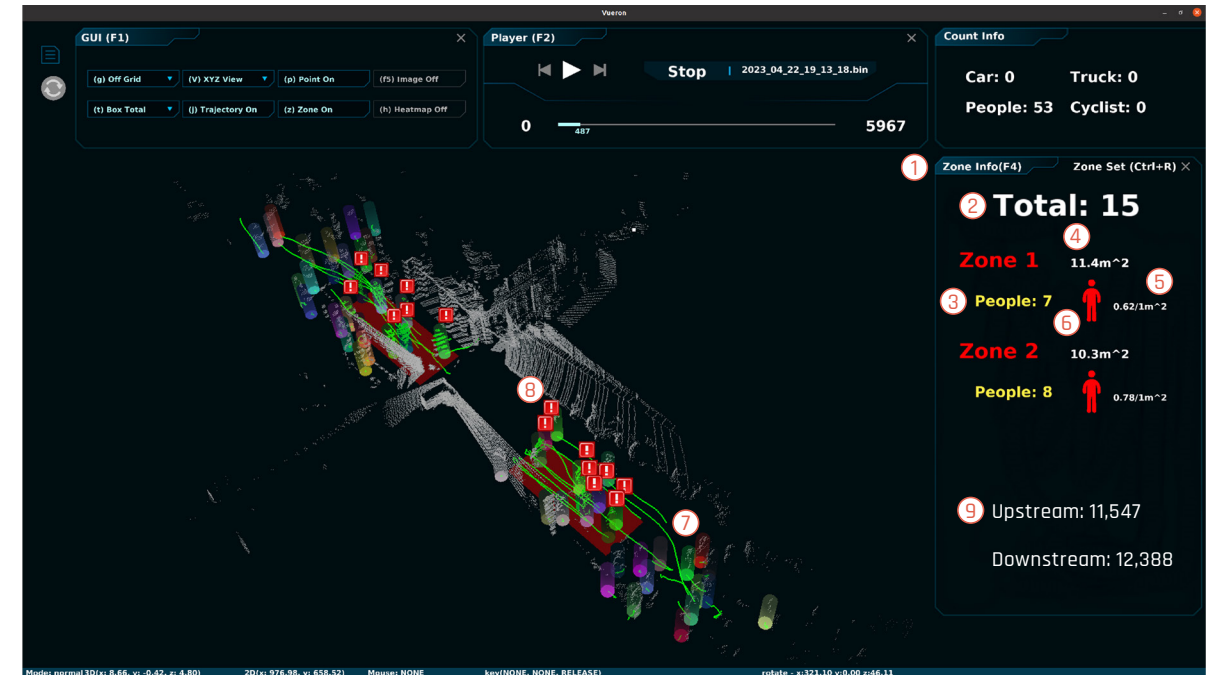 Vueron
GUI (F1)
(g) Off Grid
(V) XYZ View
(p) Point On
(f5) Image Off
(t) Box Total
(j) Trajectory On
(z) Zone On
(h) Heatmap Off
Player (F2)
Stop | 2023_04_22_19_13_18.bin
0 487 5967
Count Info
Car: 0 Truck: 0
People: 53 Cyclist: 0
1 Zone Info(F4) Zone Set (Ctrl+R)
2 Total: 15
4
Zone 1 11.4m^2
5
3 People: 7 0.62/1m^2
6
Zone 2 10.3m^2
People: 8 0.78/1m^2
8
7
9 Upstream: 11,547
Downstream: 12,388
Mode: normal 3D(x: 8.66, y: -0.42, z: 4.80) 2D(x: 976.98, y: 658.52) Mouse: NONE key(NONE, NONE, RELEASE) rotate - x:321.10 y:0.00 z:46.11